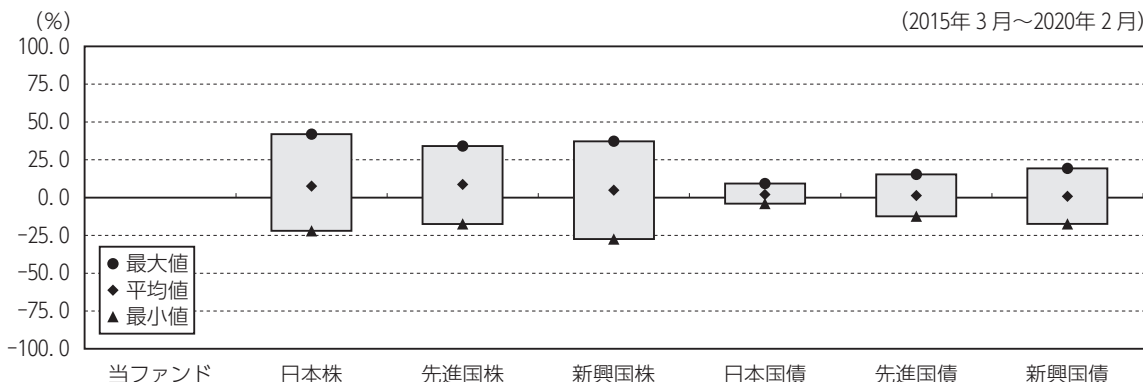 (%)
(2015年3月～2020年2月)
100.0
75.0
50.0
25.0
0.0
-25.0
-50.0
-75.0
-100.0
最大値
平均値
最小値
当ファンド 日本株 先進国株 新興国株 日本国債 先進国債 新興国債